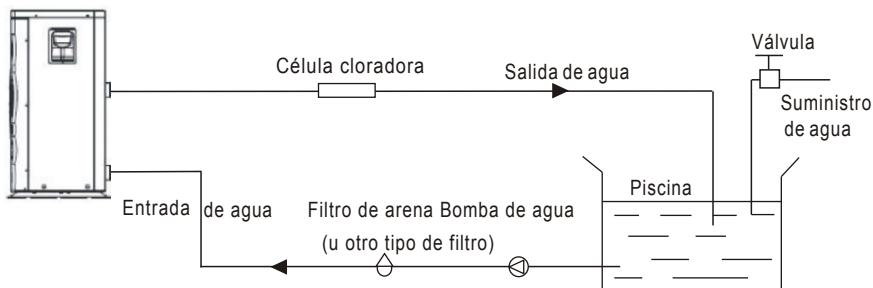 Célula cloradora
Salida de agua
Válvula
Suministro
de agua
Entrada de agua
Filtro de arena Bomba de agua
(u otro tipo de filtro)
Piscina